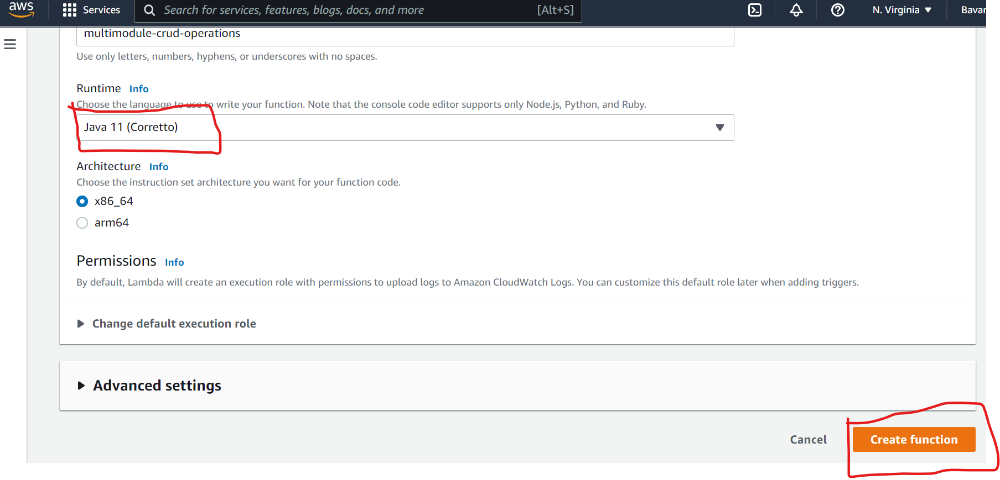 aws Services Search for services, features, blogs, docs, and more [Alt+S] N. Virginia Bavar
multimodule-crud-operations
Use only letters, numbers, hyphens, or underscores with no spaces.
Runtime Info
Choose the language to use to write your function. Note that the console code editor supports only Node.js, Python, and Ruby.
Java 11 (Corretto)
Architecture Info
Choose the instruction set architecture you want for your function code.
x86_64
arm64
Permissions Info
By default, Lambda will create an execution role with permissions to upload logs to Amazon CloudWatch Logs. You can customize this default role later when adding triggers.
Change default execution role
Advanced settings
Cancel Create function